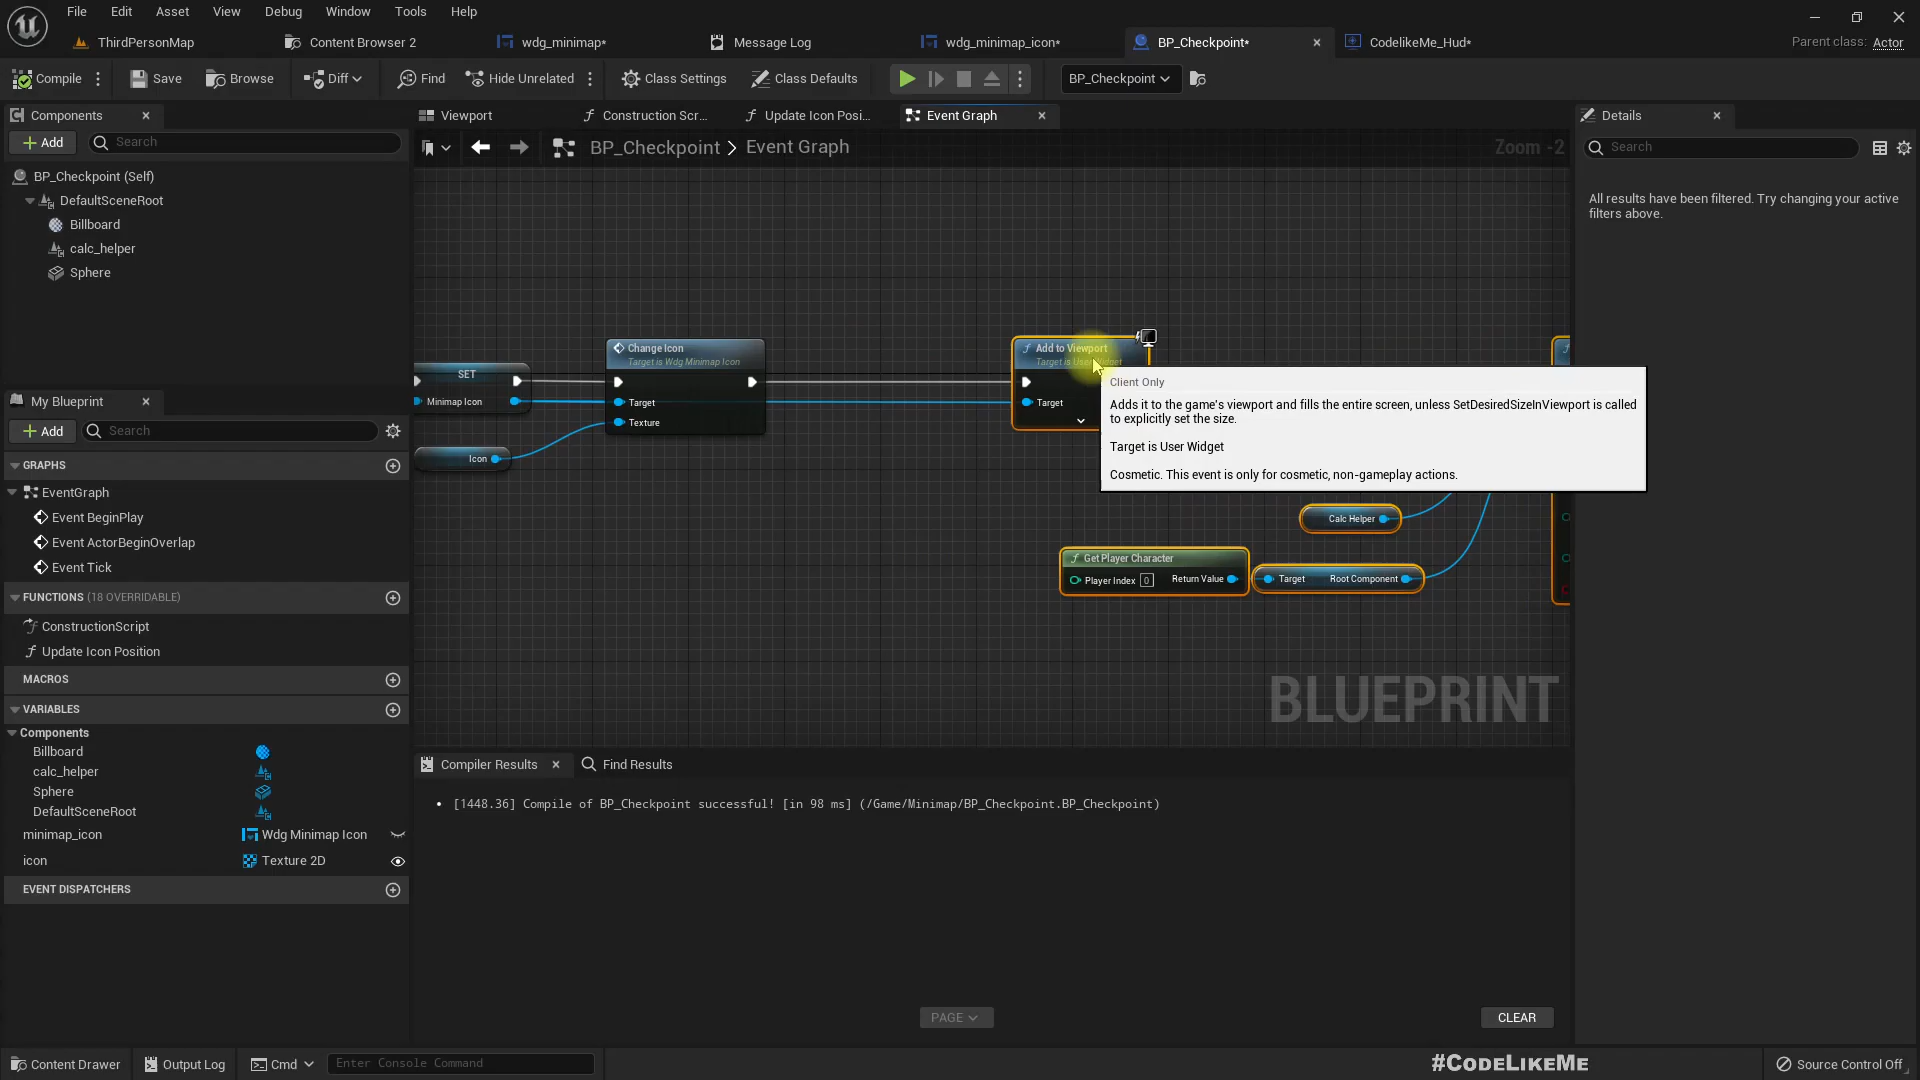 File Edit Asset View Debug Window Tools Help
ThirdPersonMap
Content Browser 2
wdg_minimap*
Message Log
wdg_minimap_icon*
BP_Checkpoint*
CodelikeMe_Hud*
Parent class: Actor
Compile
Save
Browse
Diff
Find
Hide Unrelated
Class Settings
Class Defaults
BP_Checkpoint
Components
Add
Search
BP_Checkpoint (Self)
DefaultSceneRoot
Billboard
calc_helper
Sphere
Viewport
Construction Scr...
Update Icon Posi...
Event Graph
BP_Checkpoint > Event Graph
Zoom -2
Details
Search
All results have been filtered. Try changing your active
filters above.
SET
Minimap Icon
Icon
Change Icon
Target is Wdg Minimap Icon
Target
Texture
Add to Viewport
Target is User Widget
Target
Client Only
Adds it to the game's viewport and fills the entire screen, unless SetDesiredSizeInViewport is called
to explicitly set the size.
Target is User Widget
Cosmetic. This event is only for cosmetic, non-gameplay actions.
Calc Helper
Get Player Character
Player Index 0
Return Value
Target
Root Component
BLUEPRINT
My Blueprint
Add
Search
GRAPHS
EventGraph
Event BeginPlay
Event ActorBeginOverlap
Event Tick
FUNCTIONS (18 OVERRIDABLE)
ConstructionScript
Update Icon Position
MACROS
VARIABLES
Components
Billboard
calc_helper
Sphere
DefaultSceneRoot
minimap_icon
Wdg Minimap Icon
icon
Texture 2D
EVENT DISPATCHERS
Compiler Results
Find Results
[1448.36] Compile of BP_Checkpoint successful! [in 98 ms] (/Game/Minimap/BP_Checkpoint.BP_Checkpoint)
PAGE
CLEAR
Content Drawer
Output Log
Cmd
Enter Console Command
#CODELIKEME
Source Control Off